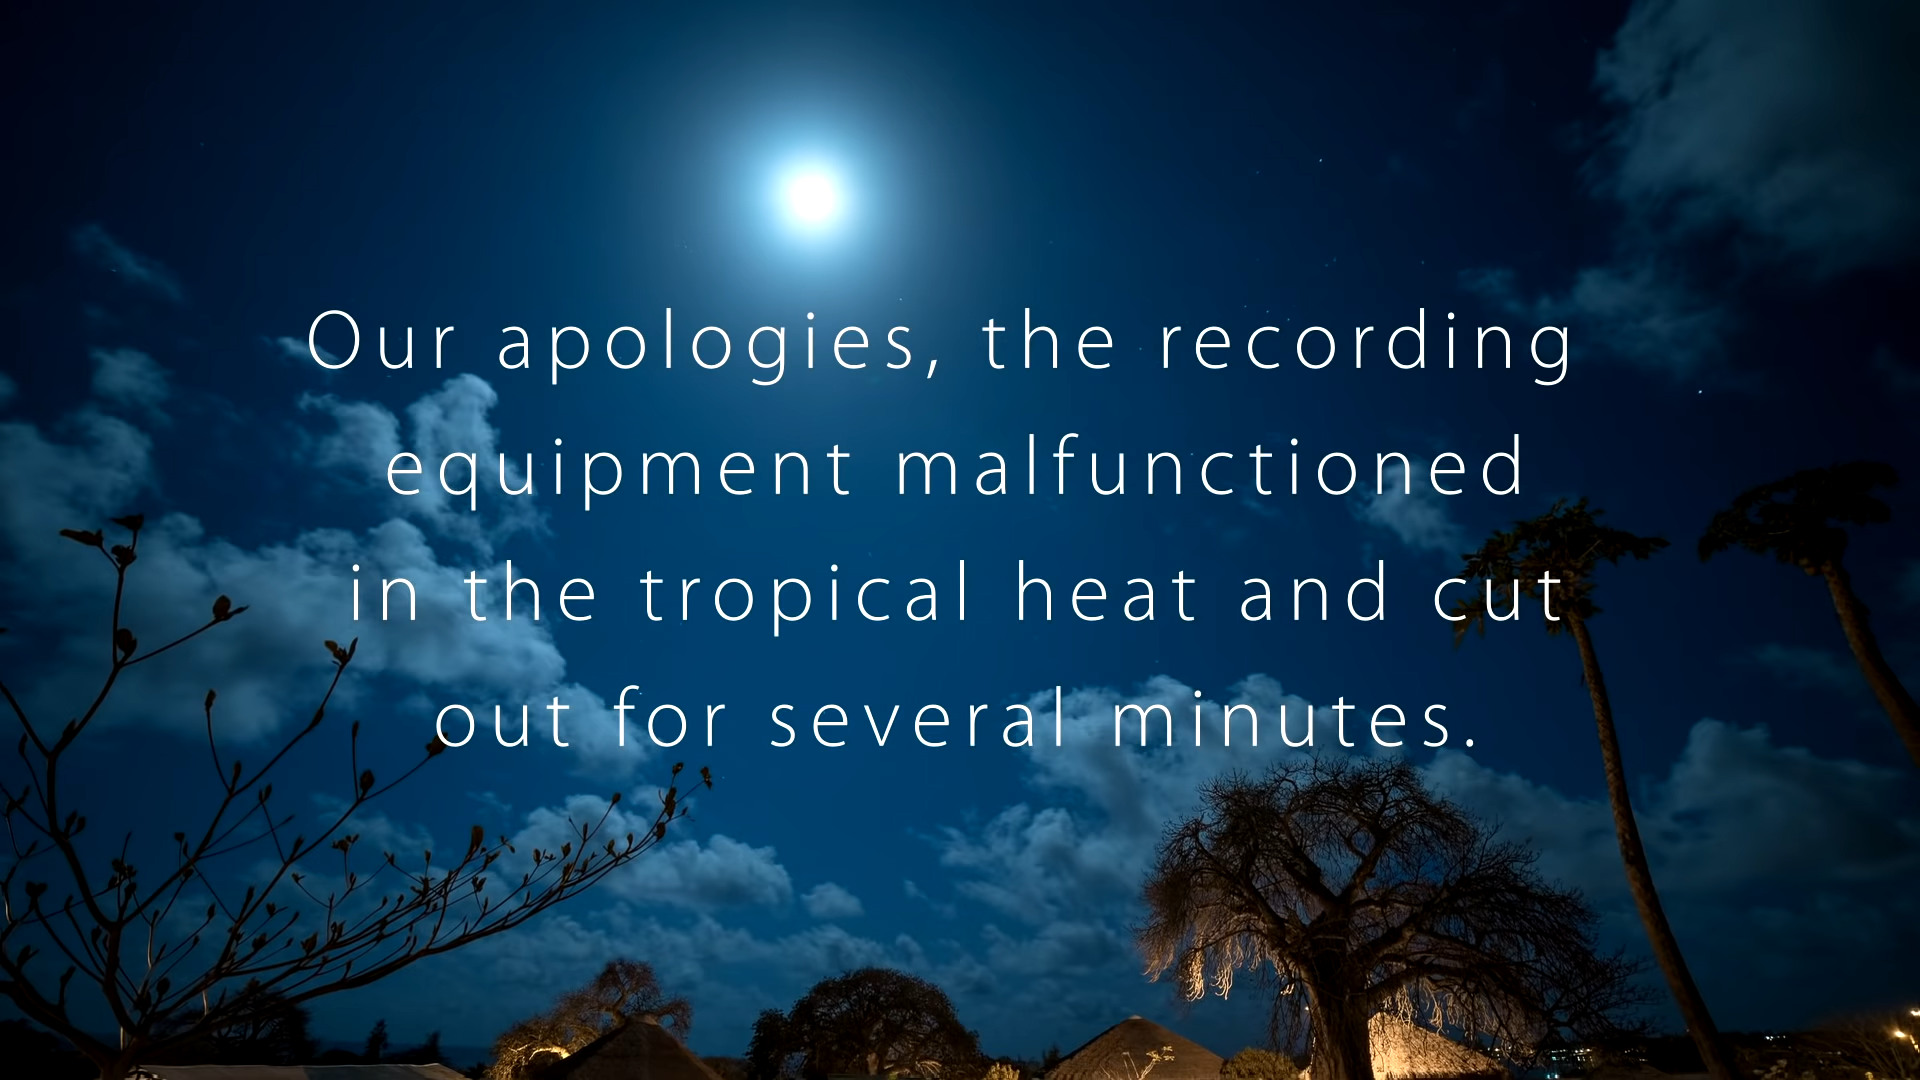 Our apologies, the recording
equipment malfunctioned
in the tropical heat and cut
out for several minutes.